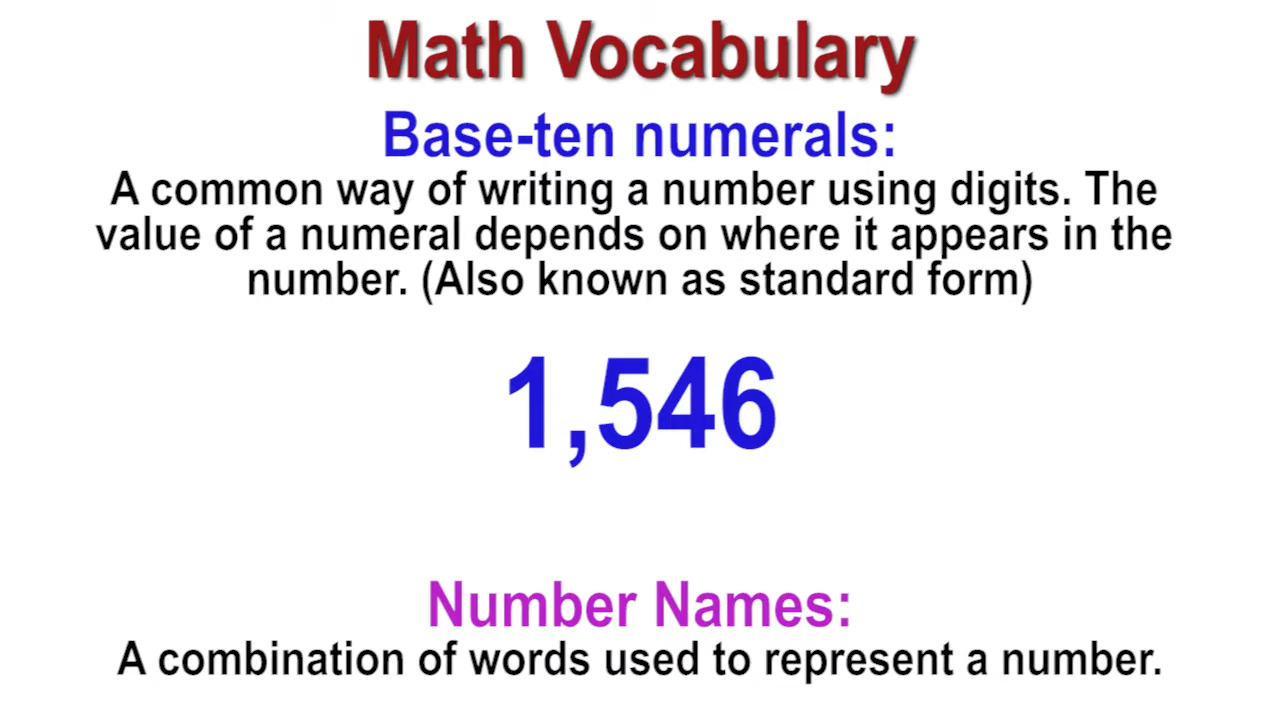 Math Vocabulary
Base-ten numerals:
A common way of writing a number using digits. The
value of a numeral depends on where it appears in the
number. (Also known as standard form)
1,546
Number Names:
A combination of words used to represent a number.